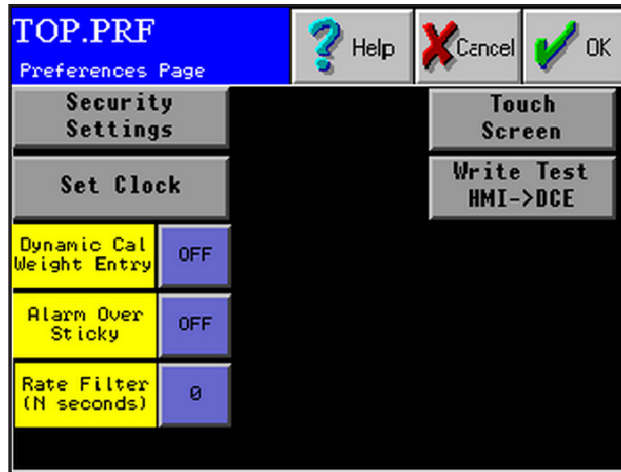 TOP.PRF
Preferences Page
Help
Cancel
OK
Security
Settings
Touch
Screen
Set Clock
Write Test
HMI->DCE
Dynamic Cal
Weight Entry
OFF
Alarm Over
Sticky
OFF
Rate Filter
(N seconds)
0